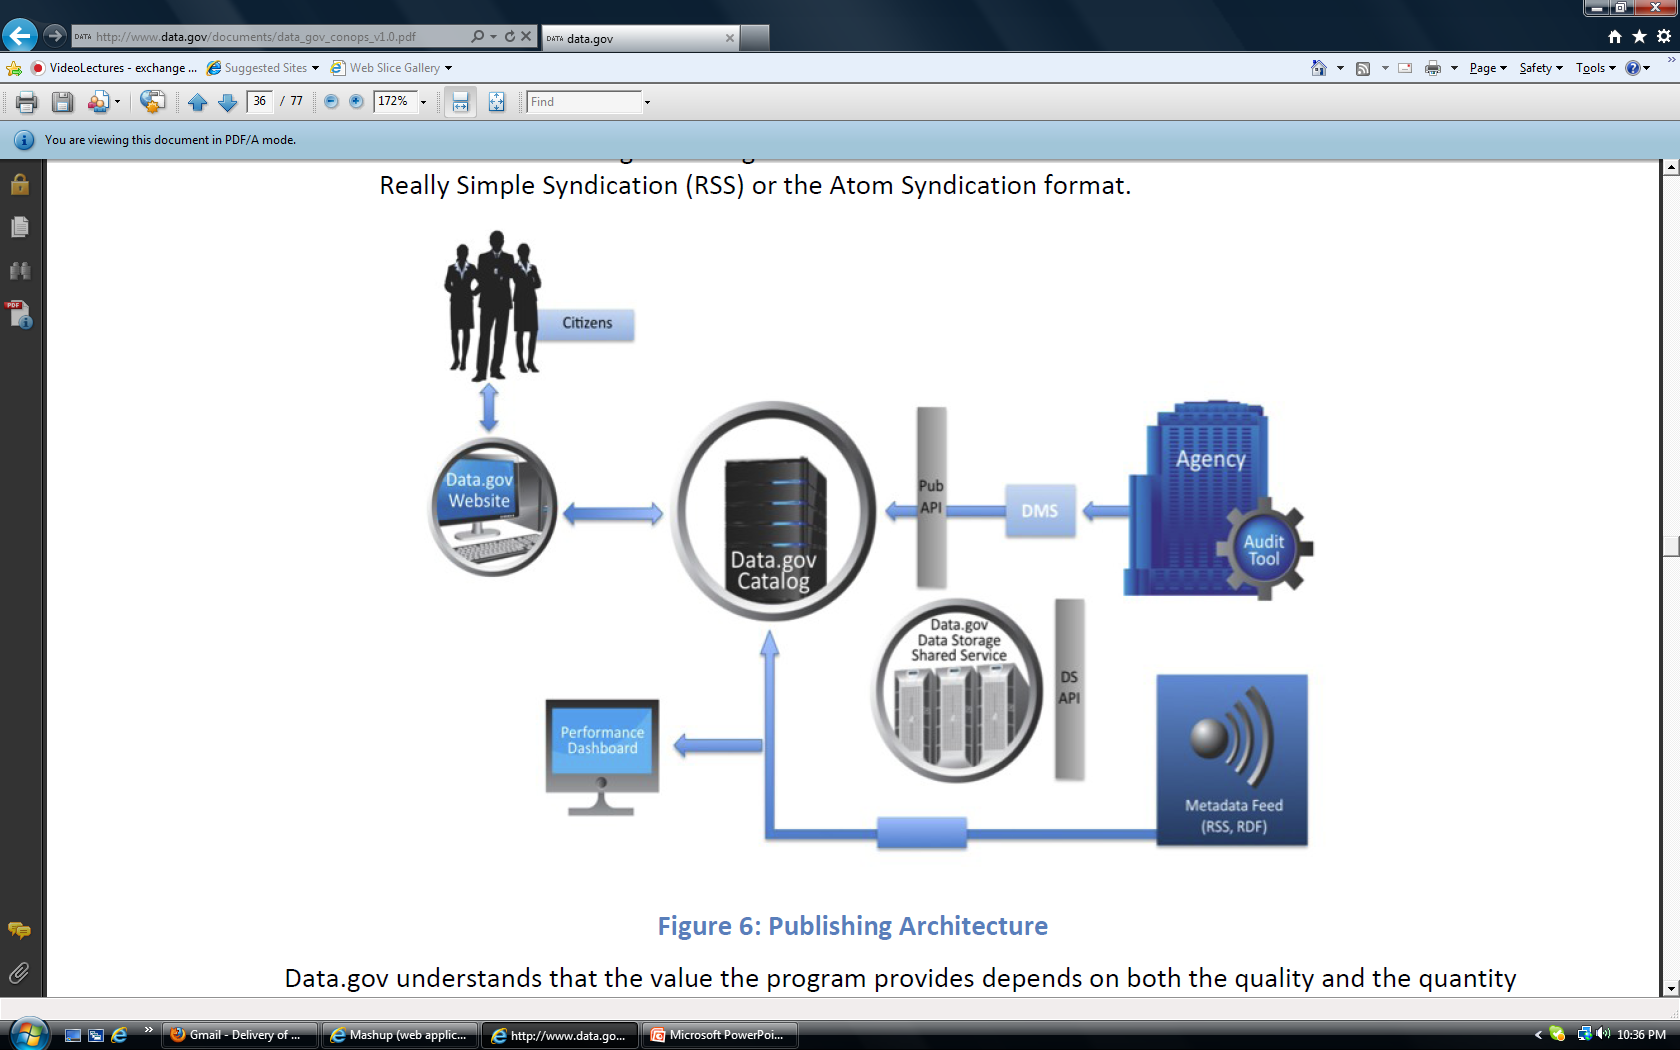 DATA http://www.data.gov/documents/data_gov_conops_v1.0.pdf
DATA data.gov
VideoLectures - exchange ...
Suggested Sites
Web Slice Gallery
Page
Safety
Tools
36 / 77
172%
Find
You are viewing this document in PDF/A mode.
Really Simple Syndication (RSS) or the Atom Syndication format.
Citizens
Data.gov
Website
Data.gov
Catalog
Pub
API
DMS
Agency
Audit
Tool
Data.gov
Data Storage
Shared Service
DS
API
Performance
Dashboard
Metadata Feed
(RSS, RDF)
Figure 6: Publishing Architecture
Data.gov understands that the value the program provides depends on both the quality and the quantity
PDF
Gmail - Delivery of ...
Mashup (web applic...
http://www.data.go...
Microsoft PowerPoi...
10:36 PM